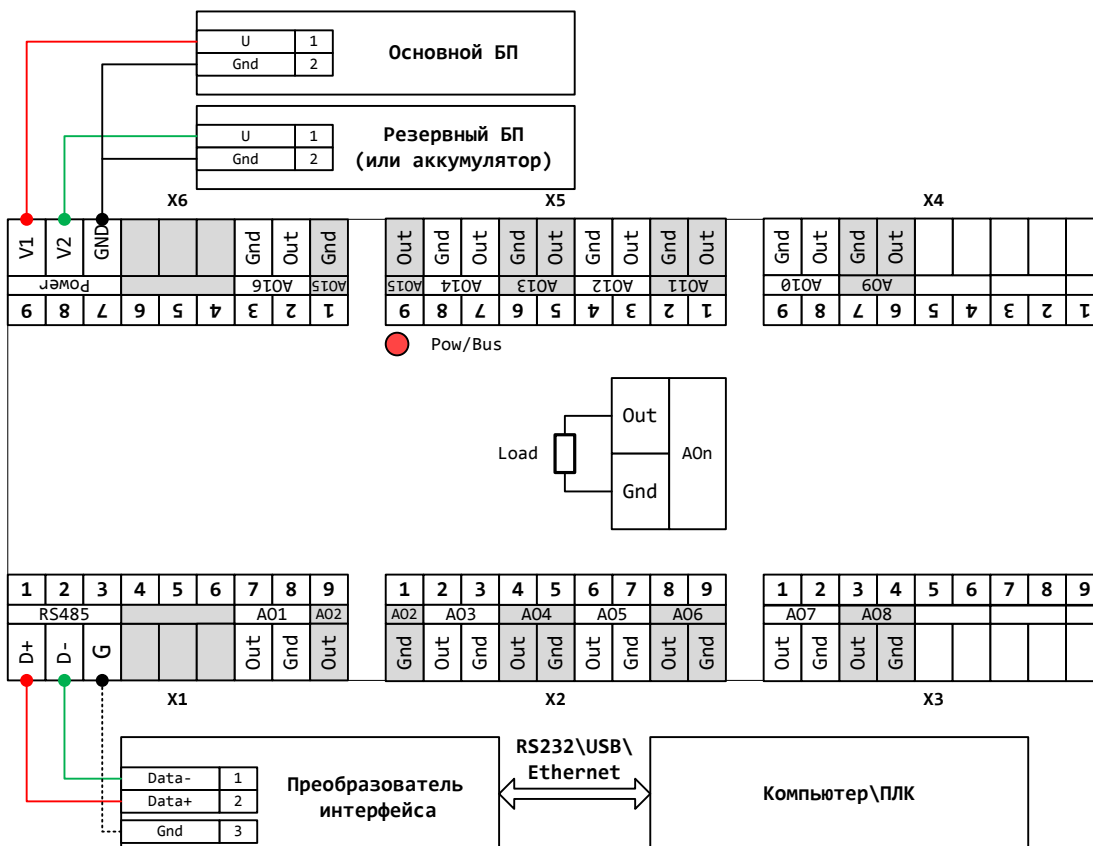 U 1
Gnd 2
Основной БП
U 1
Gnd 2
Резервный БП
(или аккумулятор)
X6 X5 X4
V1 V2 GND Gnd Out Gnd Out Gnd Out Gnd Out Gnd Out Gnd Out Gnd Out Gnd Out
Power AO16 AO15 AO15 AO14 AO13 AO12 AO11 AO10 AO9
9 8 7 6 5 4 3 2 1 9 8 7 6 5 4 3 2 1 9 8 7 6 5 4 3 2 1
Pow/Bus
Out
Load
AOn
Gnd
1 2 3 4 5 6 7 8 9 1 2 3 4 5 6 7 8 9 1 2 3 4 5 6 7 8 9
RS485 AO1 AO2 AO2 AO3 AO4 AO5 AO6 AO7 AO8
D+ D- G Out Gnd Out Gnd Out Gnd Out Gnd Out Gnd Out Gnd Out Gnd Out Gnd
X1 X2 X3
Data- 1
Data+ 2
Gnd 3
Преобразователь
интерфейса
RS232\USB\
Ethernet
Компьютер\ПЛК